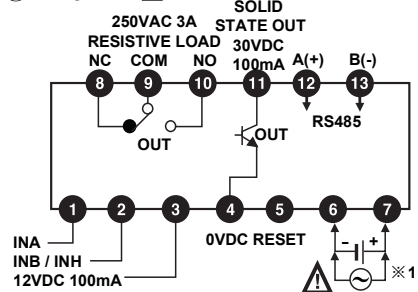 250VAC 3A
RESISTIVE LOAD
NC COM NO
SOLID
STATE OUT
30VDC
100mA
A(+) B(-)
8 9 10 11 12 13
OUT
OUT
RS485
1 2 3 4 5 6 7
INA
INB / INH
12VDC 100mA
0VDC RESET
- +
※1